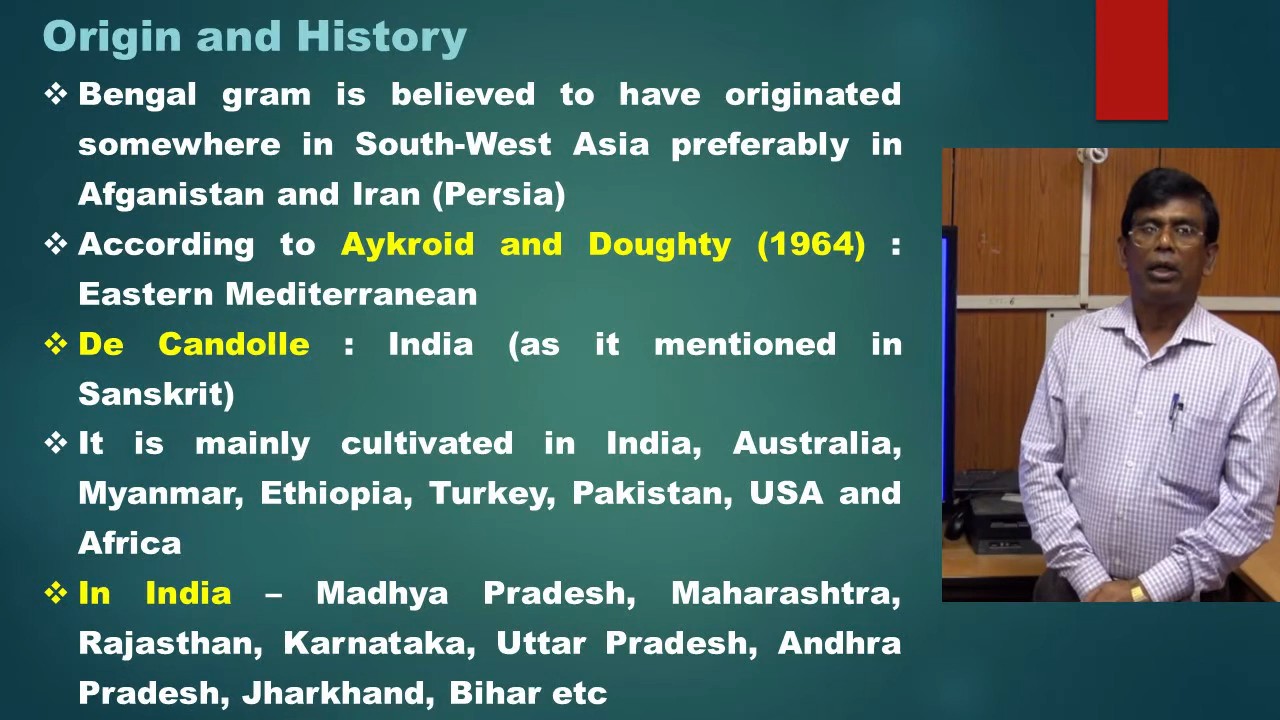 Origin and History
❖ Bengal gram is believed to have originated
somewhere in South-West Asia preferably in
Afganistan and Iran (Persia)
❖ According to Aykroid and Doughty (1964) :
Eastern Mediterranean
❖ De Candolle : India (as it mentioned in
Sanskrit)
❖ It is mainly cultivated in India, Australia,
Myanmar, Ethiopia, Turkey, Pakistan, USA and
Africa
❖ In India – Madhya Pradesh, Maharashtra,
Rajasthan, Karnataka, Uttar Pradesh, Andhra
Pradesh, Jharkhand, Bihar etc